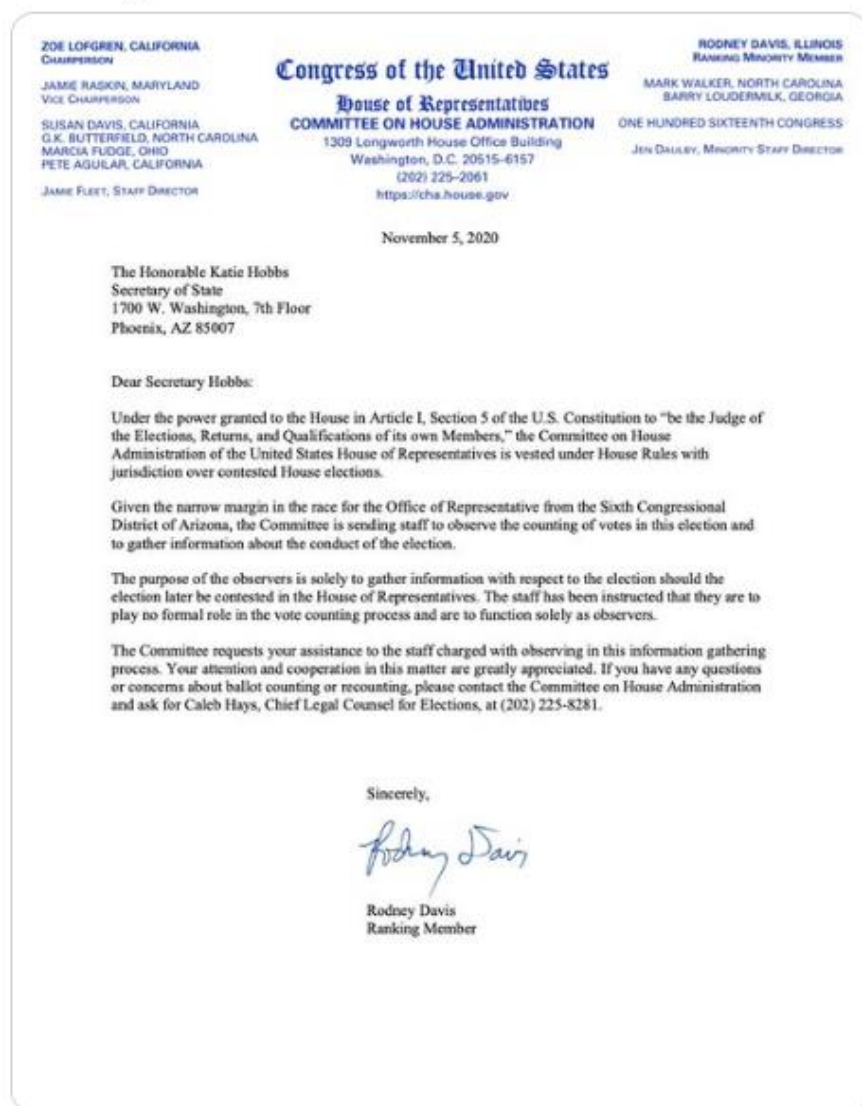 ZOE LOFGREN, CALIFORNIA
CHAIRPERSON
JAMIE RASKIN, MARYLAND
VICE CHAIRPERSON
SUSAN DAVIS, CALIFORNIA
G.K. BUTTERFIELD, NORTH CAROLINA
MARCIA FUDGE, OHIO
PETE AGUILAR, CALIFORNIA
JAMIE FLEET, STAFF DIRECTOR
Congress of the United States
House of Representatives
COMMITTEE ON HOUSE ADMINISTRATION
1309 Longworth House Office Building
Washington, D.C. 20515–6157
(202) 225–2061
https://cha.house.gov
RODNEY DAVIS, ILLINOIS
RANKING MINORITY MEMBER
MARK WALKER, NORTH CAROLINA
BARRY LOUDERMILK, GEORGIA
ONE HUNDRED SIXTEENTH CONGRESS
JEN DAULBY, MINORITY STAFF DIRECTOR
November 5, 2020
The Honorable Katie Hobbs
Secretary of State
1700 W. Washington, 7th Floor
Phoenix, AZ 85007
Dear Secretary Hobbs:
Under the power granted to the House in Article I, Section 5 of the U.S. Constitution to “be the Judge of
the Elections, Returns, and Qualifications of its own Members,” the Committee on House
Administration of the United States House of Representatives is vested under House Rules with
jurisdiction over contested House elections.
Given the narrow margin in the race for the Office of Representative from the Sixth Congressional
District of Arizona, the Committee is sending staff to observe the counting of votes in this election and
to gather information about the conduct of the election.
The purpose of the observers is solely to gather information with respect to the election should the
election later be contested in the House of Representatives. The staff has been instructed that they are to
play no formal role in the vote counting process and are to function solely as observers.
The Committee requests your assistance to the staff charged with observing in this information gathering
process. Your attention and cooperation in this matter are greatly appreciated. If you have any questions
or concerns about ballot counting or recounting, please contact the Committee on House Administration
and ask for Caleb Hays, Chief Legal Counsel for Elections, at (202) 225-8281.
Sincerely,
Rodney Davis
Rodney Davis
Ranking Member